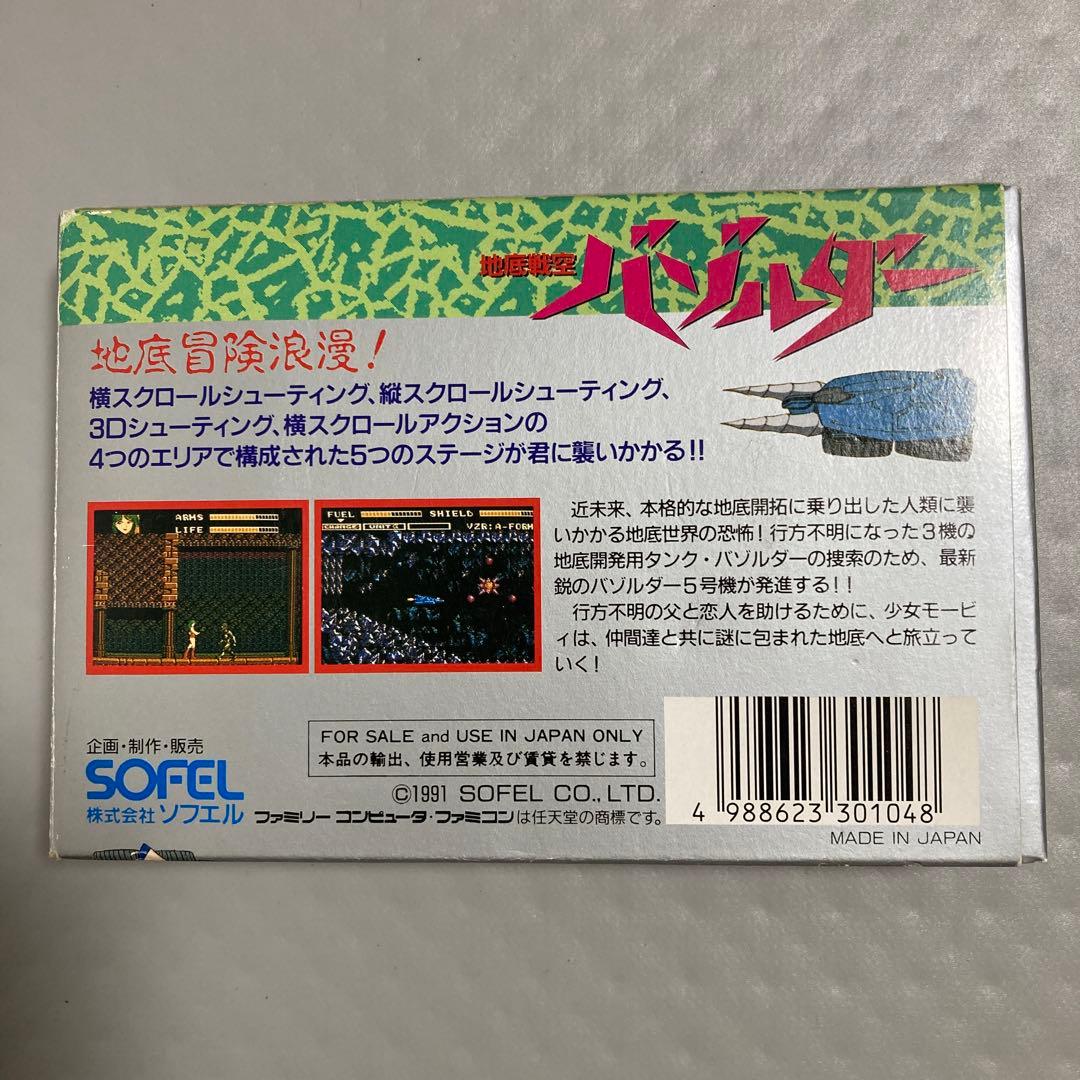 地底戦空
バゾルダー
地底冒険浪漫!
横スクロールシューティング、縦スクロールシューティング、
3Dシューティング、横スクロールアクションの
4つのエリアで構成された5つのステージが君に襲いかかる!!
ARMS
LIFE
FUEL SHIELD
CHANGE UNIT
VZR:A-FORM
近未来、本格的な地底開拓に乗り出した人類に襲
いかかる地底世界の恐怖!行方不明になった3機の
地底開発用タンク・バゾルダーの捜索のため、最新
鋭のバゾルダー5号機が発進する!!
行方不明の父と恋人を助けるために、少女モービ
ィは、仲間達と共に謎に包まれた地底へと旅立って
いく!
企画・制作・販売
SOFEL
株式会社 ソフエル
FOR SALE and USE IN JAPAN ONLY
本品の輸出、使用営業及び賃貸を禁じます。
©1991 SOFEL CO., LTD.
ファミリー コンピュータ・ファミコンは任天堂の商標です。
4 988623 301048
MADE IN JAPAN